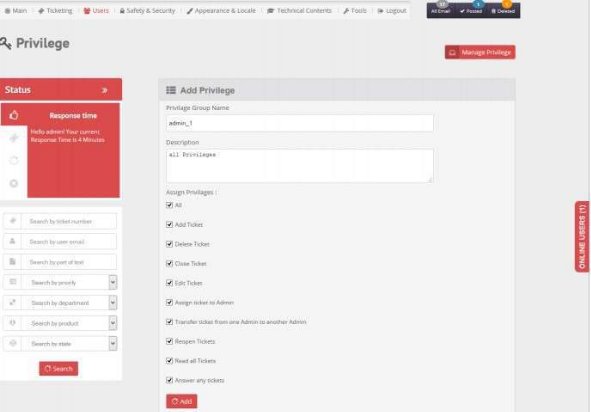 Main Ticketing Users Safety & Security Appearance & Locale Technical Contents Tools Logout
All Email Posted Deleted
Privilege
Manage Privilege
Status »
Response time
Hello admin! Your current
Response Time is 4 Minutes
Search by ticket number
Search by user email
Search by part of text
Search by priority
Search by department
Search by product
Search by state
Search
Add Privilege
Privilage Group Name
admin_1
Description
all Privilages
Assign Privilages :
All
Add Ticket
Delete Ticket
Close Ticket
Edit Ticket
Assign ticket to Admin
Transfer ticket from one Admin to another Admin
Reopen Tickets
Read all Tickets
Answer any tickets
Add
ONLINE USERS (1)